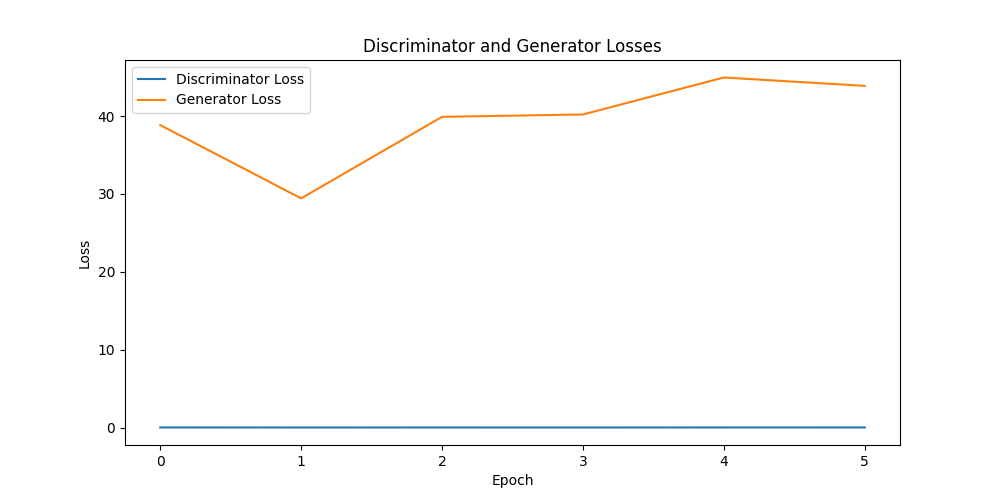 Discriminator and Generator Losses
Discriminator Loss
Generator Loss
40
30
20
10
0
Loss
0 1 2 3 4 5
Epoch